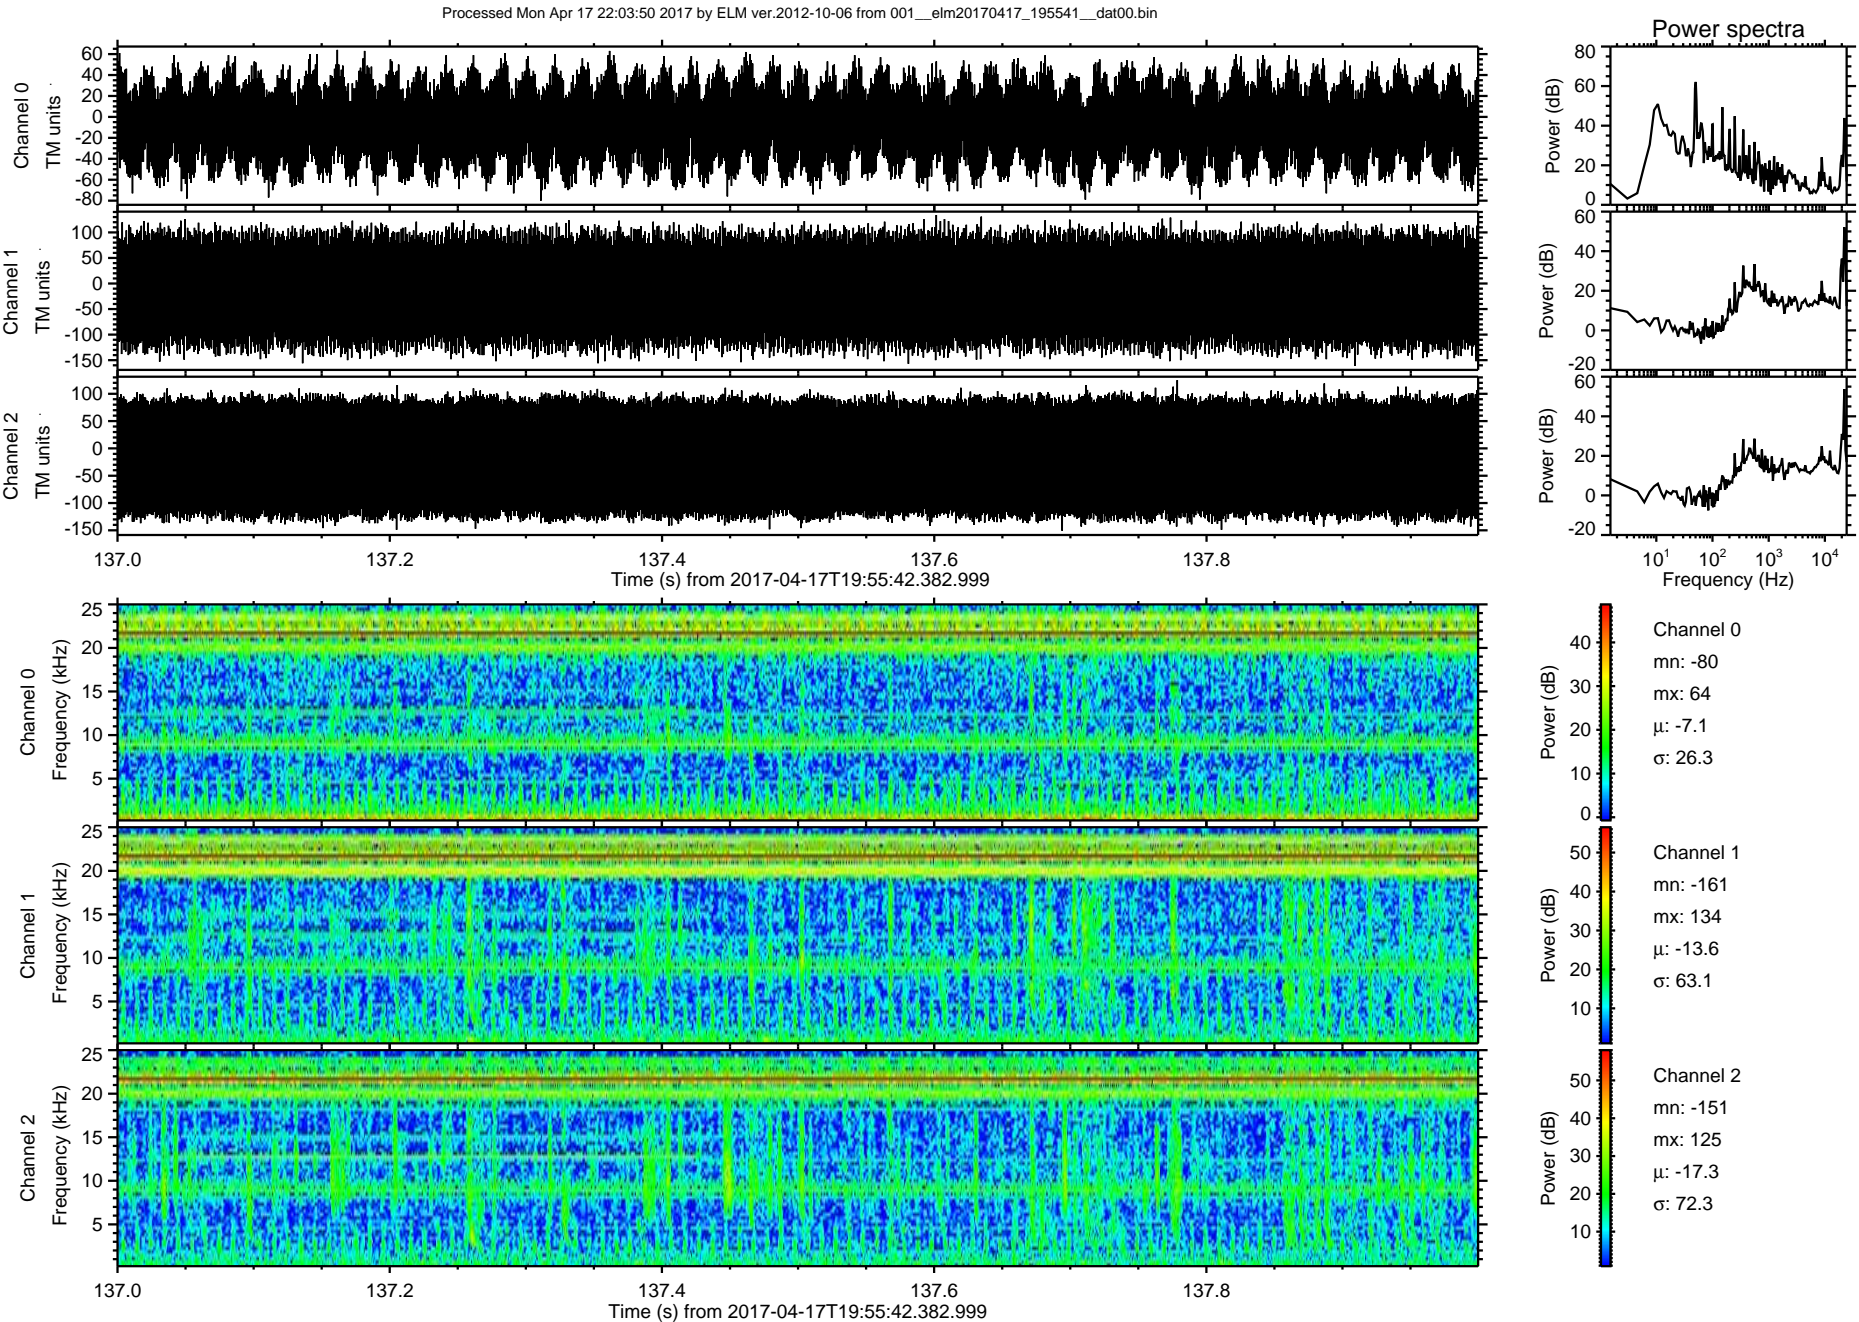 Processed Mon Apr 17 22:03:50 2017 by ELM ver.2012-10-06 from 001__elm20170417_195541__dat00.bin
Power spectra
Channel 0
TM units
60
40
20
0
-20
-40
-60
-80
Power (dB)
80
60
40
20
0
Channel 1
TM units
100
50
0
-50
-100
-150
Power (dB)
60
40
20
0
-20
Channel 2
TM units
100
50
0
-50
-100
-150
Power (dB)
60
40
20
0
-20
137.0 137.2 137.4 137.6 137.8
Time (s) from 2017-04-17T19:55:42.382.999
10^1 10^2 10^3 10^4
Frequency (Hz)
Channel 0
Frequency (kHz)
25
20
15
10
5
Power (dB)
40
30
20
10
0
Channel 0
mn: -80
mx: 64
μ: -7.1
σ: 26.3
Channel 1
Frequency (kHz)
25
20
15
10
5
Power (dB)
50
40
30
20
10
Channel 1
mn: -161
mx: 134
μ: -13.6
σ: 63.1
Channel 2
Frequency (kHz)
25
20
15
10
5
Power (dB)
50
40
30
20
10
Channel 2
mn: -151
mx: 125
μ: -17.3
σ: 72.3
137.0 137.2 137.4 137.6 137.8
Time (s) from 2017-04-17T19:55:42.382.999